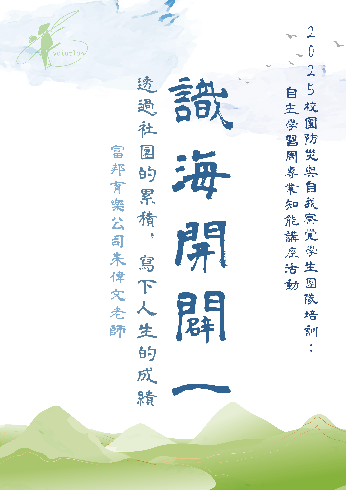 2025校園防災與自我察覺學生團隊培訓：
自主學習周專業知能講座活動
識海開闢一
透過社團的累積，寫下人生的成績
富邦育樂公司朱偉文老師